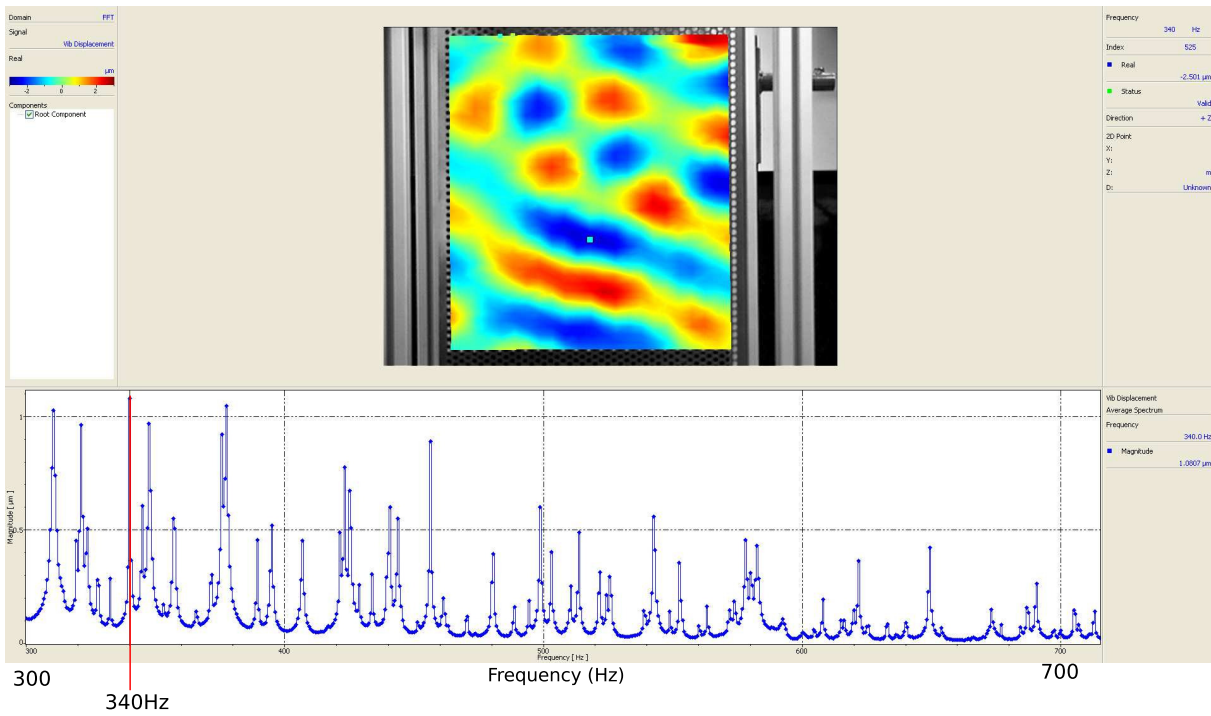 Domain FFT
Signal
Vib Displacement
Real
µm
-2 0 2
Components
Root Component
Frequency
340 Hz
Index 525
Real
-2.501 µm
Status
Valid
Direction + Z
2D Point
X:
Y:
Z: m
D: Unknown
Vib Displacement
Average Spectrum
Frequency
340.0 Hz
Magnitude
1.0807 µm
1
0.5
0
Magnitude [ µm ]
300 400 500 600 700
Frequency [ Hz ]
300 Frequency (Hz) 700
340Hz